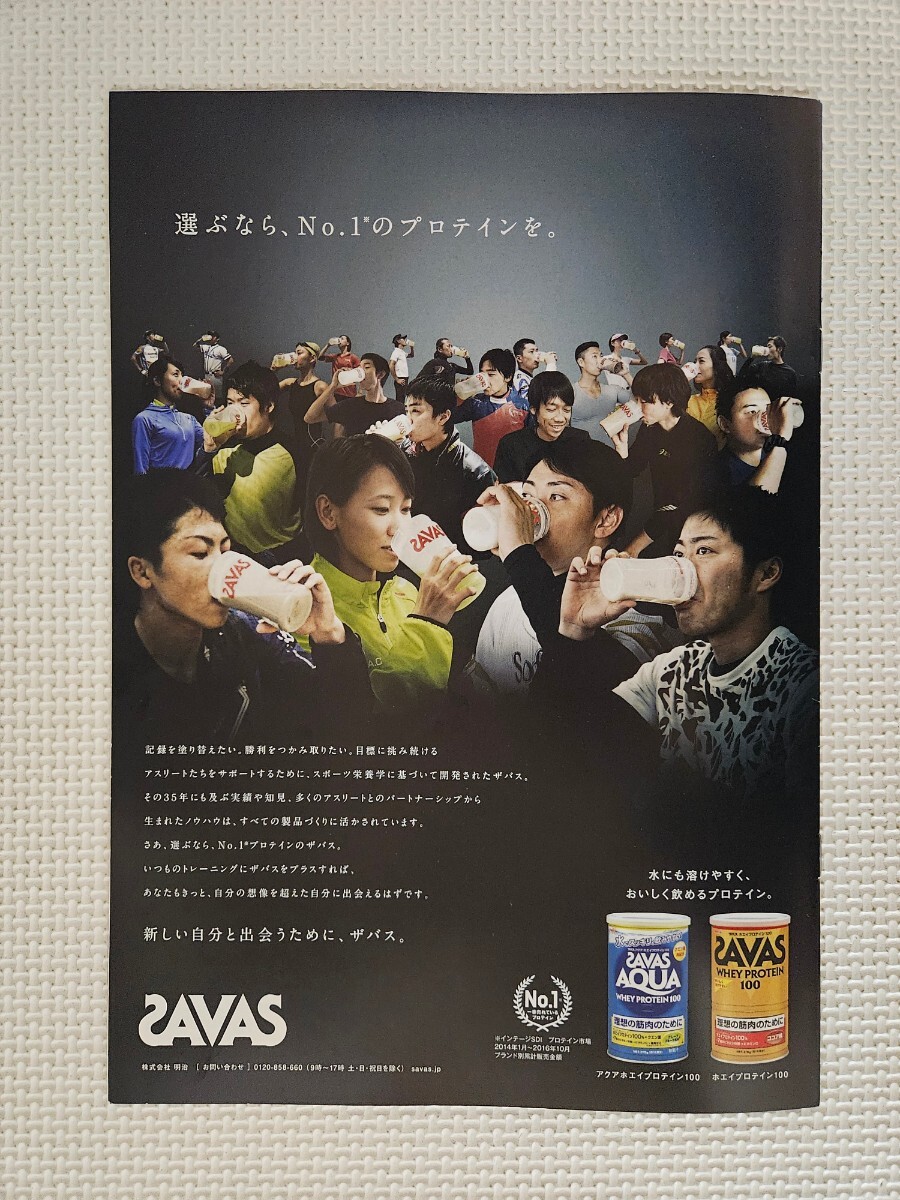 選ぶなら、No.1※のプロテインを。
SAVAS
SAVAS
SAVAS
記録を塗り替えたい。勝利をつかみ取りたい。目標に挑み続ける
アスリートたちをサポートするために、スポーツ栄養学に基づいて開発されたザバス。
その35年にも及ぶ実績や知見、多くのアスリートとのパートナーシップから
生まれたノウハウは、すべての製品づくりに活かされています。
さあ、選ぶなら、No.1※プロテインのザバス。
いつものトレーニングにザバスをプラスすれば、
あなたもきっと、自分の想像を超えた自分に出会えるはずです。
新しい自分と出会うために、ザバス。
SAVAS
株式会社 明治 [お問い合わせ] 0120-858-660 (9時〜17時 土・日・祝日を除く) savas.jp
No.1
一番売れている
プロテイン
※インテージSDI プロテイン市場
2014年1月〜2016年10月
ブランド別累計販売金額
水にも溶けやすく、
おいしく飲めるプロテイン。
SAVAS
AQUA
WHEY PROTEIN 100
理想の筋肉のために
アクアホエイプロテイン100
SAVAS
WHEY PROTEIN
100
理想の筋肉のために
ココア味
ホエイプロテイン100